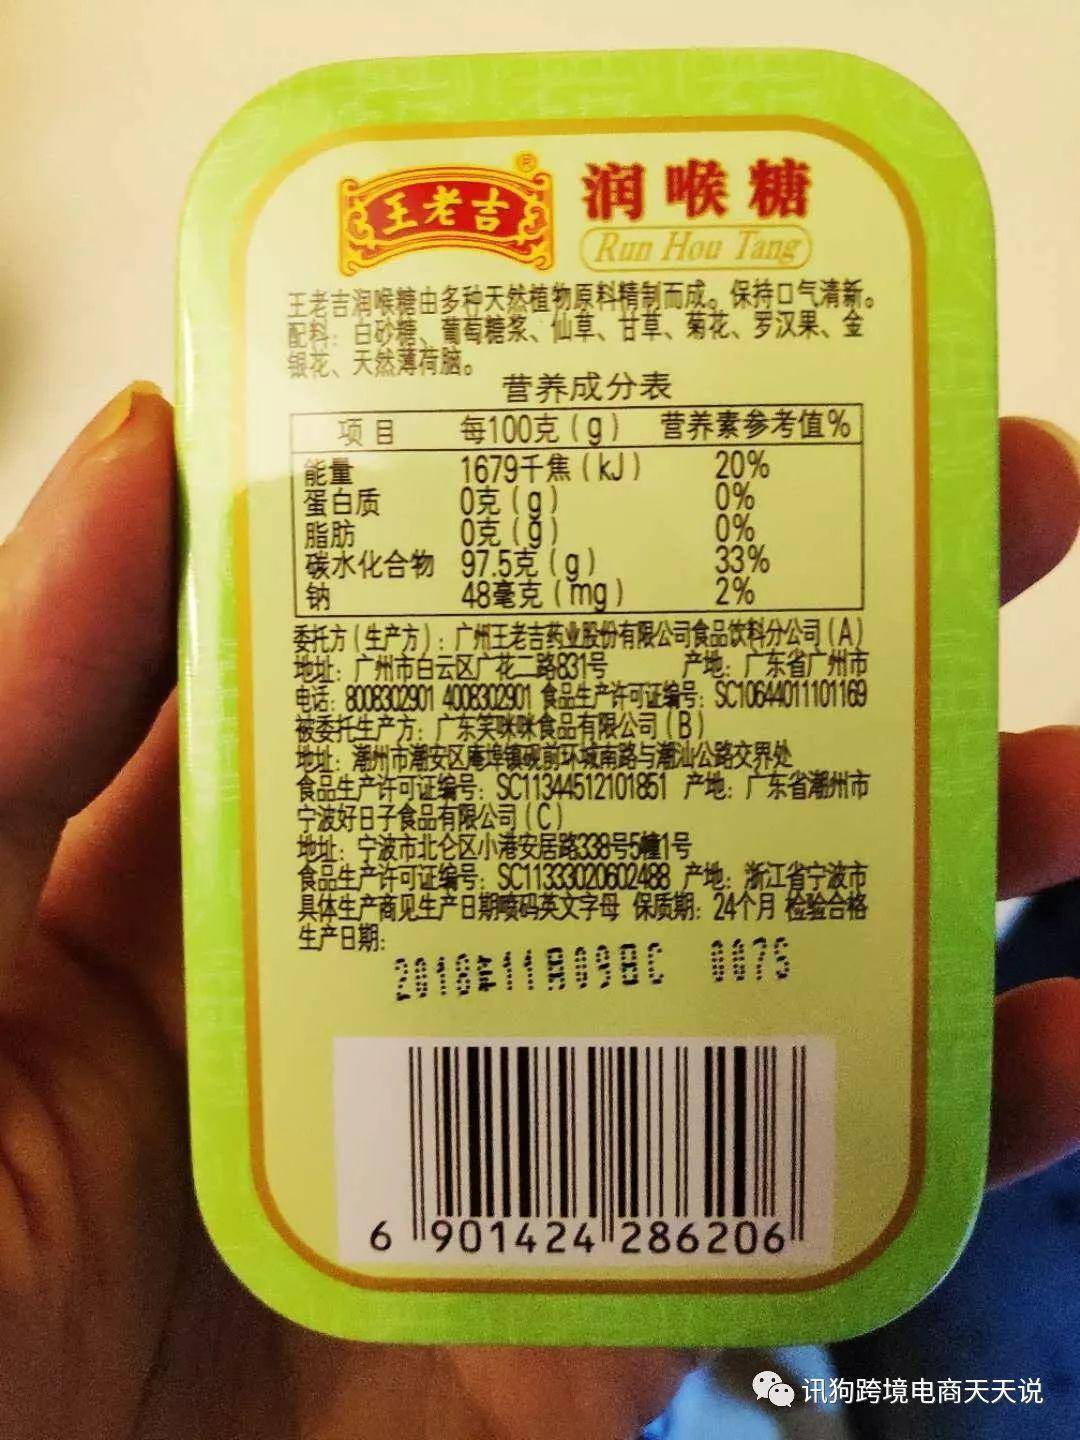 王老吉®
润喉糖
Run Hou Tang
王老吉润喉糖由多种天然植物原料精制而成。保持口气清新。
配料：白砂糖、葡萄糖浆、仙草、甘草、菊花、罗汉果、金
银花、天然薄荷脑。
营养成分表
项目 每100克（g） 营养素参考值%
能量 1679千焦（kJ） 20%
蛋白质 0克（g） 0%
脂肪 0克（g） 0%
碳水化合物 97.5克（g） 33%
钠 48毫克（mg） 2%
委托方（生产方）：广州王老吉药业股份有限公司食品饮料分公司（A）
地址：广州市白云区广花二路831号 产地：广东省广州市
电话：8008302901 4008302901 食品生产许可证编号：SC10644011101169
被委托生产方：广东笑咪咪食品有限公司（B）
地址：潮州市潮安区庵埠镇砚前环城南路与潮汕公路交界处
食品生产许可证编号：SC11344512101851 产地：广东省潮州市
宁波好日子食品有限公司（C）
地址：宁波市北仑区小港安居路338号5幢1号
食品生产许可证编号：SC11333020602488 产地：浙江省宁波市
具体生产商见生产日期喷码英文字母 保质期：24个月 检验合格
生产日期：
2018年11月09日C 007S
6 901424 286206
讯狗跨境电商天天说